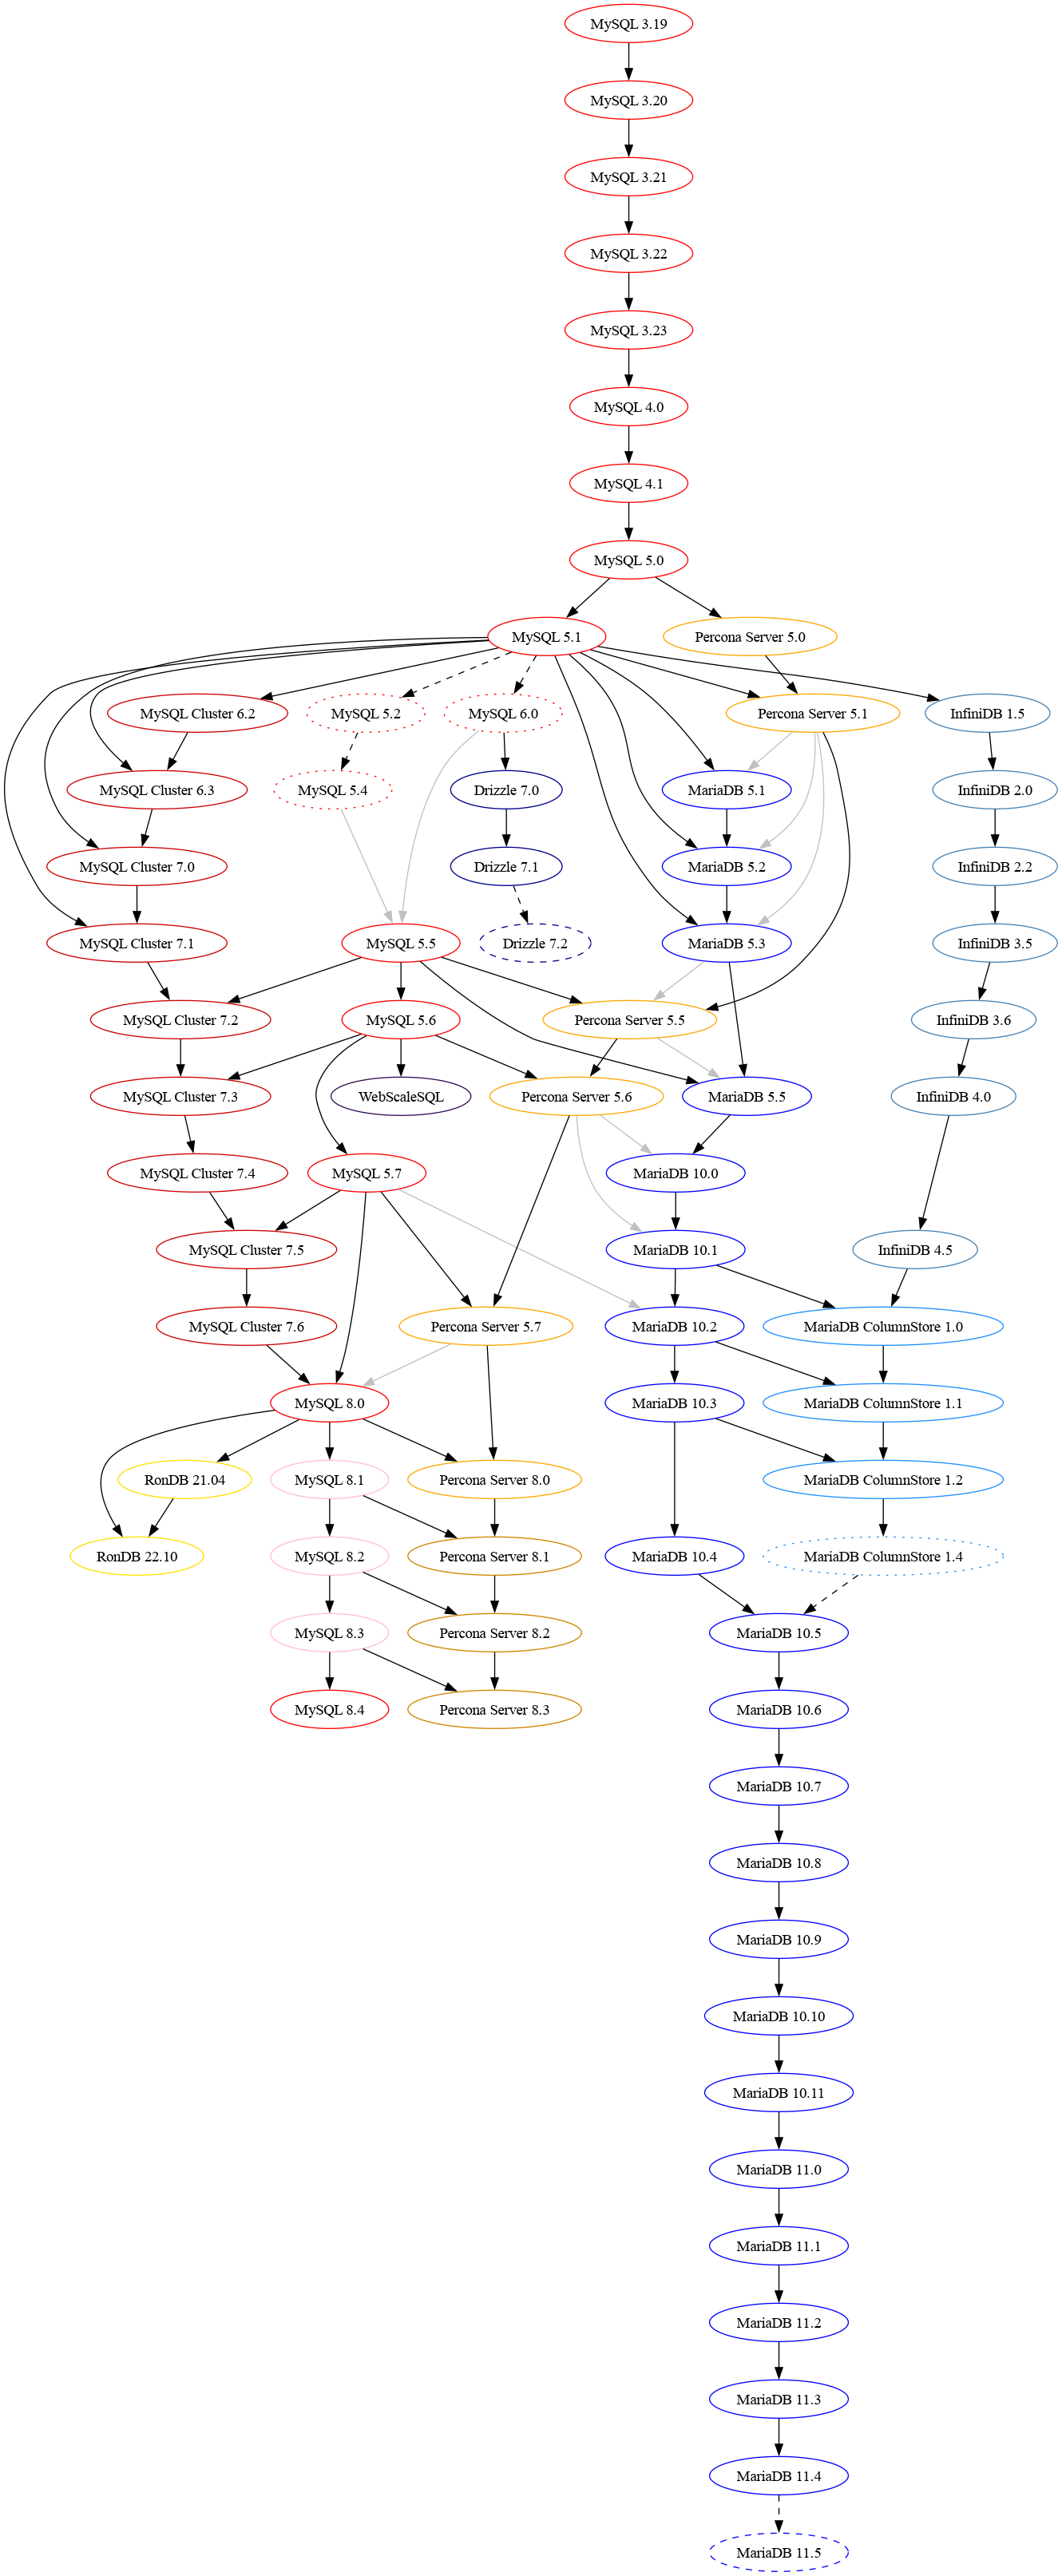 MySQL 3.19
MySQL 3.20
MySQL 3.21
MySQL 3.22
MySQL 3.23
MySQL 4.0
MySQL 4.1
MySQL 5.0
MySQL 5.1
Percona Server 5.0
MySQL Cluster 6.2
MySQL 5.2
MySQL 6.0
Percona Server 5.1
InfiniDB 1.5
MySQL Cluster 6.3
MySQL 5.4
Drizzle 7.0
MariaDB 5.1
InfiniDB 2.0
MySQL Cluster 7.0
Drizzle 7.1
MariaDB 5.2
InfiniDB 2.2
MySQL Cluster 7.1
MySQL 5.5
Drizzle 7.2
MariaDB 5.3
InfiniDB 3.5
MySQL Cluster 7.2
MySQL 5.6
Percona Server 5.5
InfiniDB 3.6
MySQL Cluster 7.3
WebScaleSQL
Percona Server 5.6
MariaDB 5.5
InfiniDB 4.0
MySQL Cluster 7.4
MySQL 5.7
MariaDB 10.0
MySQL Cluster 7.5
MariaDB 10.1
InfiniDB 4.5
MySQL Cluster 7.6
Percona Server 5.7
MariaDB 10.2
MariaDB ColumnStore 1.0
MySQL 8.0
MariaDB 10.3
MariaDB ColumnStore 1.1
RonDB 21.04
MySQL 8.1
Percona Server 8.0
MariaDB ColumnStore 1.2
RonDB 22.10
MySQL 8.2
Percona Server 8.1
MariaDB 10.4
MariaDB ColumnStore 1.4
MySQL 8.3
Percona Server 8.2
MariaDB 10.5
MySQL 8.4
Percona Server 8.3
MariaDB 10.6
MariaDB 10.7
MariaDB 10.8
MariaDB 10.9
MariaDB 10.10
MariaDB 10.11
MariaDB 11.0
MariaDB 11.1
MariaDB 11.2
MariaDB 11.3
MariaDB 11.4
MariaDB 11.5